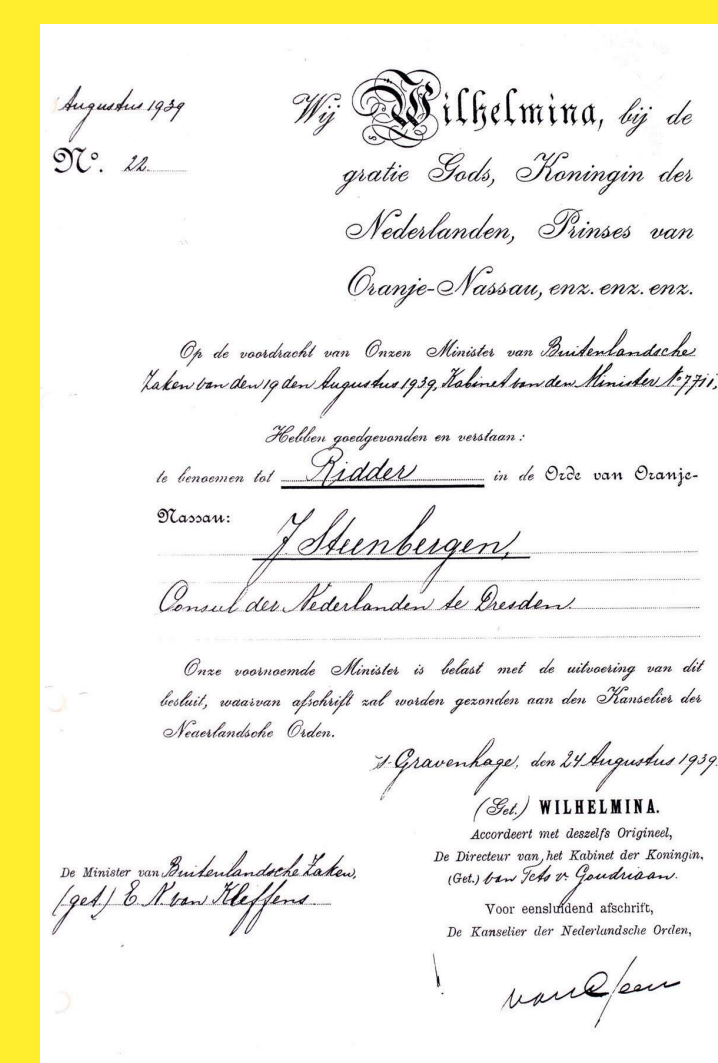 Augustus 1939
Nº. 22
Wij Wilhelmina, bij de
gratie Gods, Koningin der
Nederlanden, Prinses van
Oranje-Nassau, enz. enz. enz.
Op de voordracht van Onzen Minister van Buitenlandsche
Zaken van den 19 den Augustus 1939, Kabinet van den Minister Nº 7711,
Hebben goedgevonden en verstaan:
te benoemen tot Ridder in de Orde van Oranje-
Nassau:
J Steenbergen,
Consul der Nederlanden te Dresden.
Onze voornoemde Minister is belast met de uitvoering van dit
besluit, waarvan afschrift zal worden gezonden aan den Kanselier der
Nederlandsche Orden.
's-Gravenhage, den 24 Augustus 1939.
(Get.) WILHELMINA.
Accordeert met deszelfs Origineel,
De Directeur van het Kabinet der Koningin,
(Get.) van Tets v. Goudriaan.
Voor eensluidend afschrift,
De Kanselier der Nederlandsche Orden,
De Minister van Buitenlandsche Zaken,
(get.) E N van Kleffens